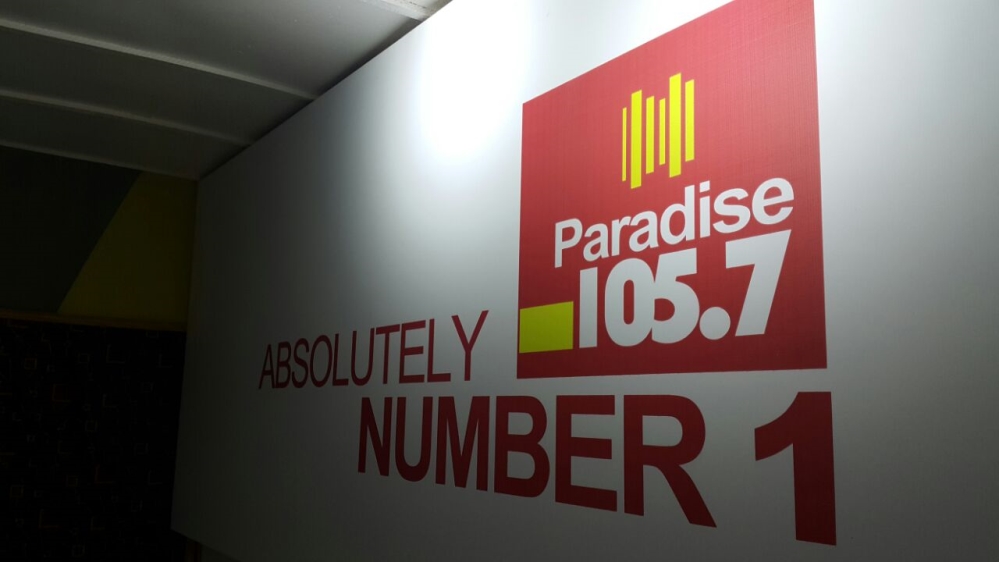 Paradise
105.7
ABSOLUTELY
NUMBER 1